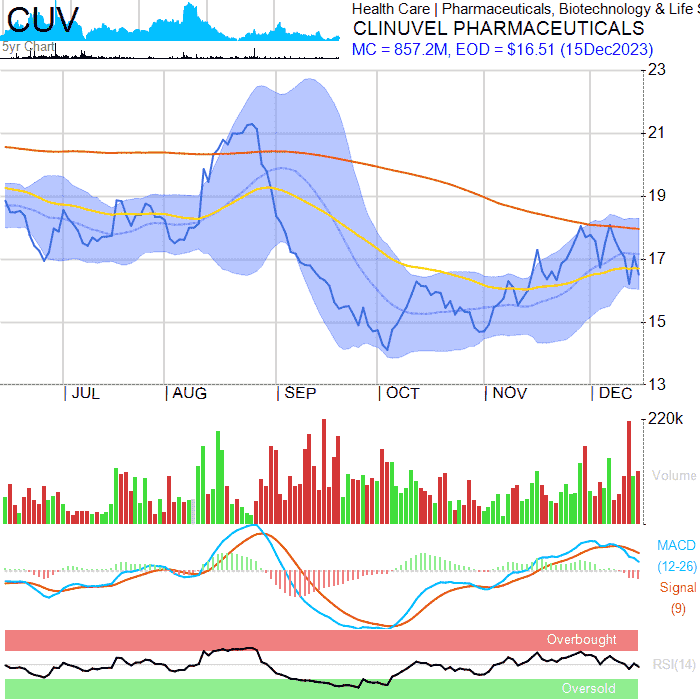 CUV
Health Care | Pharmaceuticals, Biotechnology & Life S
CLINUVEL PHARMACEUTICALS
5yr Chart
MC = 857.2M, EOD = $16.51 (15Dec2023)
23
21
19
17
15
13
JUL
AUG
SEP
OCT
NOV
DEC
220k
Volume
MACD
(12-26)
Signal
(9)
Overbought
RSI(14)
Oversold